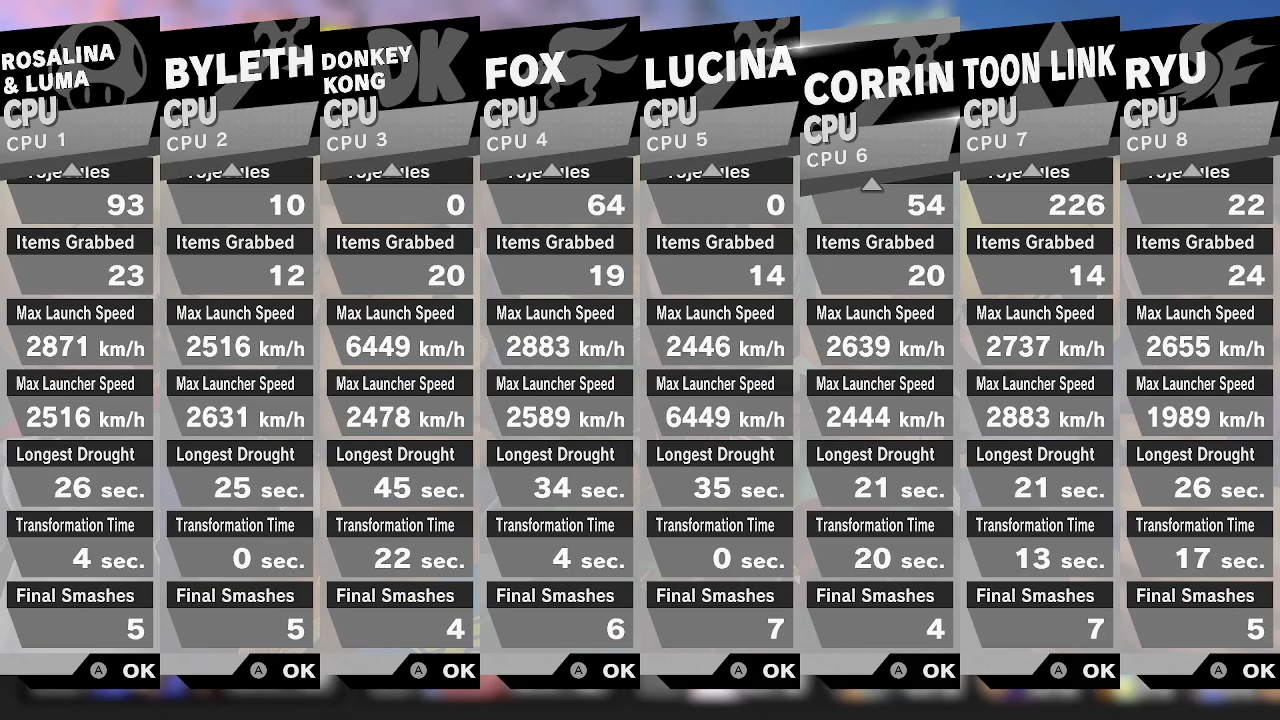 ROSALINA
& LUMA
CPU
CPU 1
93
Items Grabbed
23
Max Launch Speed
2871 km/h
Max Launcher Speed
2516 km/h
Longest Drought
26 sec.
Transformation Time
4 sec.
Final Smashes
5
A OK
BYLETH
CPU
CPU 2
10
Items Grabbed
12
Max Launch Speed
2516 km/h
Max Launcher Speed
2631 km/h
Longest Drought
25 sec.
Transformation Time
0 sec.
Final Smashes
5
A OK
DK
DONKEY
KONG
CPU
CPU 3
0
Items Grabbed
20
Max Launch Speed
6449 km/h
Max Launcher Speed
2478 km/h
Longest Drought
45 sec.
Transformation Time
22 sec.
Final Smashes
4
A OK
FOX
CPU
CPU 4
64
Items Grabbed
19
Max Launch Speed
2883 km/h
Max Launcher Speed
2589 km/h
Longest Drought
34 sec.
Transformation Time
4 sec.
Final Smashes
6
A OK
LUCINA
CPU
CPU 5
0
Items Grabbed
14
Max Launch Speed
2446 km/h
Max Launcher Speed
6449 km/h
Longest Drought
35 sec.
Transformation Time
0 sec.
Final Smashes
7
A OK
CORRIN
CPU
CPU 6
54
Items Grabbed
20
Max Launch Speed
2639 km/h
Max Launcher Speed
2444 km/h
Longest Drought
21 sec.
Transformation Time
20 sec.
Final Smashes
4
A OK
TOON LINK
CPU
CPU 7
226
Items Grabbed
14
Max Launch Speed
2737 km/h
Max Launcher Speed
2883 km/h
Longest Drought
21 sec.
Transformation Time
13 sec.
Final Smashes
7
A OK
RYU
CPU
CPU 8
22
Items Grabbed
24
Max Launch Speed
2655 km/h
Max Launcher Speed
1989 km/h
Longest Drought
26 sec.
Transformation Time
17 sec.
Final Smashes
5
A OK